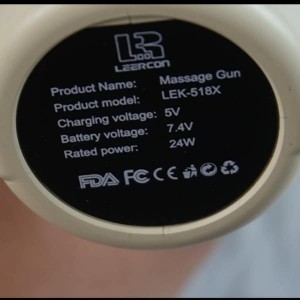 LEERCON
Product Name: Massage Gun
Product model: LEK-518X
Charging voltage: 5V
Battery voltage: 7.4V
Rated power: 24W
FDA FC CE